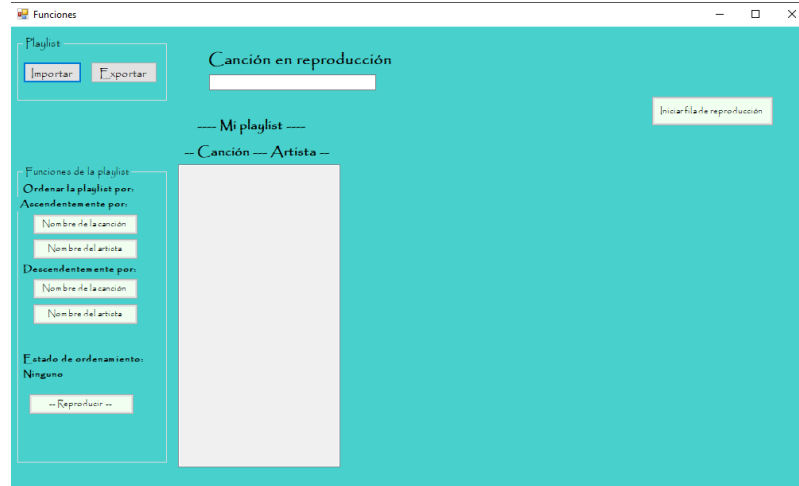 Funciones
Playlist
Importar Exportar
Canción en reproducción
Iniciar fila de reproducción
---- Mi playlist ----
-- Canción --- Artista --
Funciones de la playlist
Ordenar la playlist por:
Ascendentemente por:
Nombre de la canción
Nombre del artista
Descendentemente por:
Nombre de la canción
Nombre del artista
Estado de ordenamiento:
Ninguno
-- Reproducir --